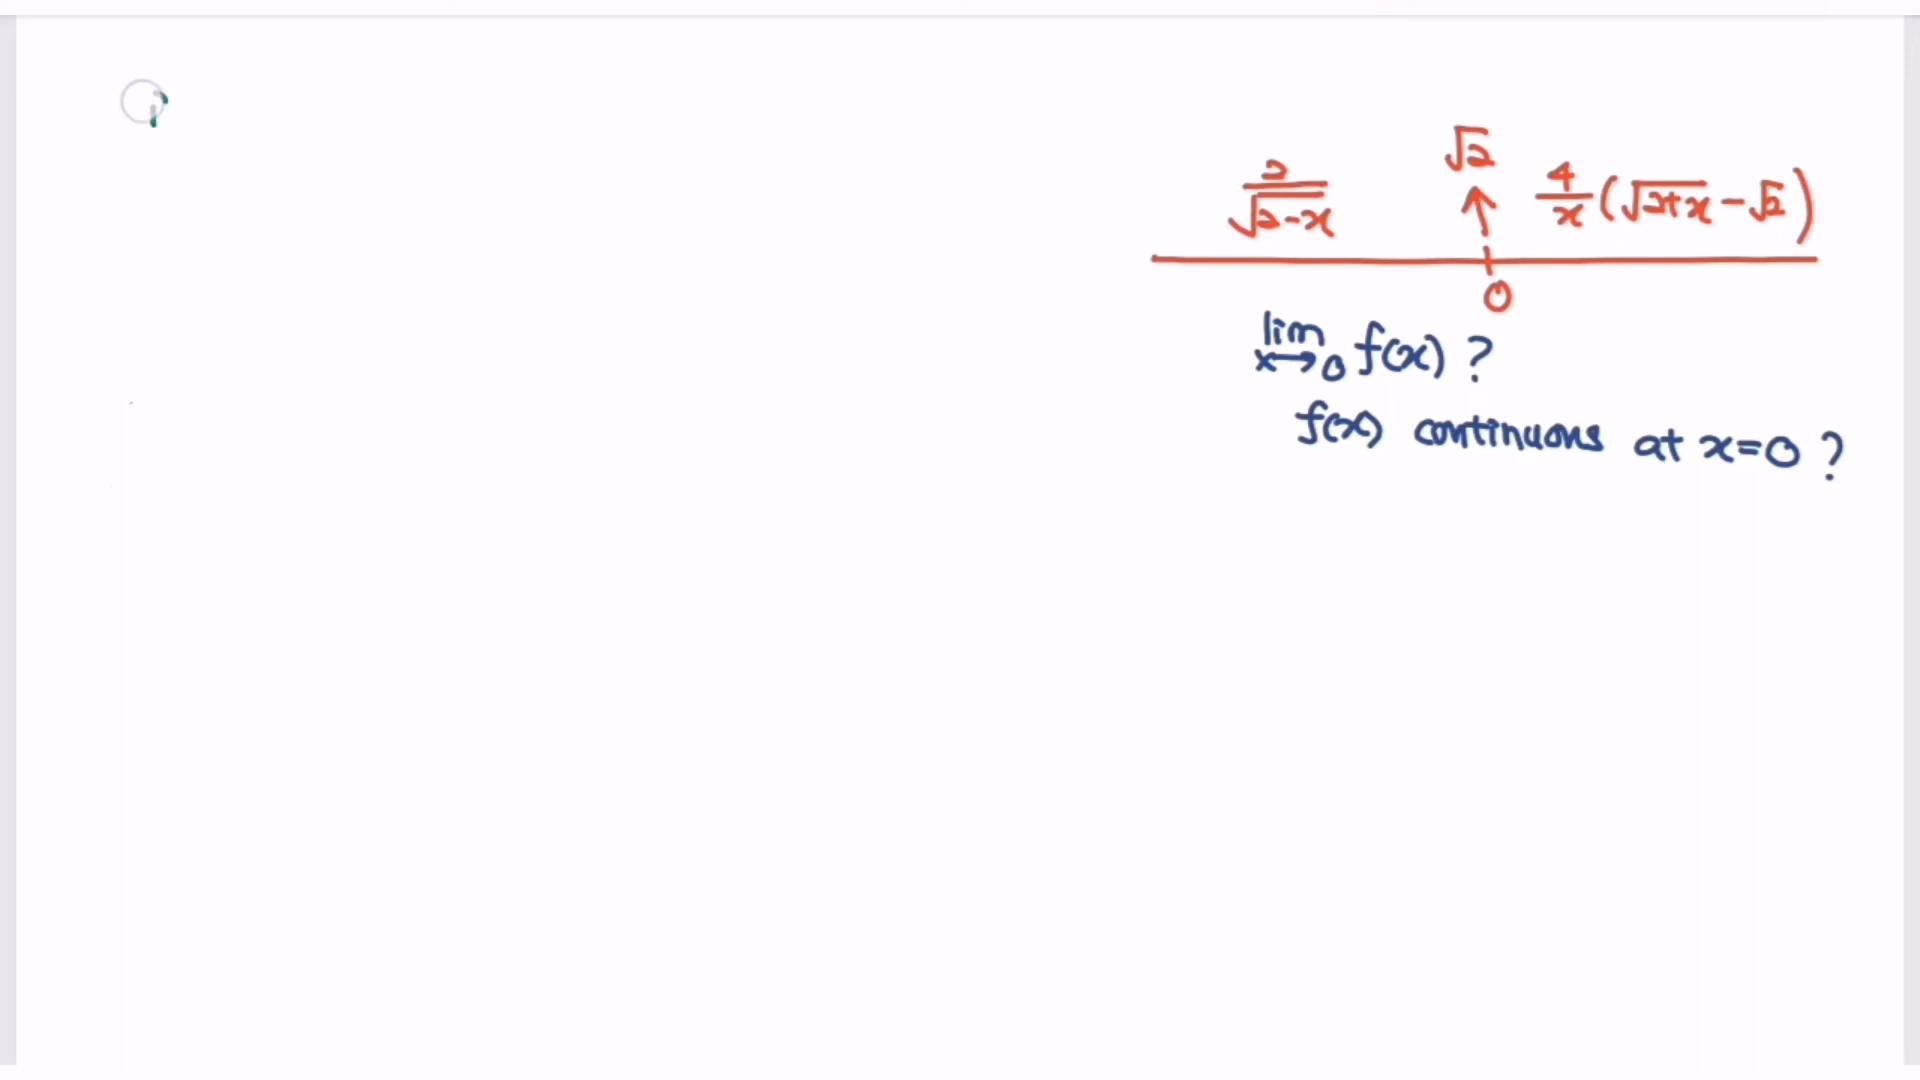 2/√(2-x) √2 4/x (√(2+x) - √2)
0
lim x→0 f(x) ?
f(x) continuous at x=0 ?